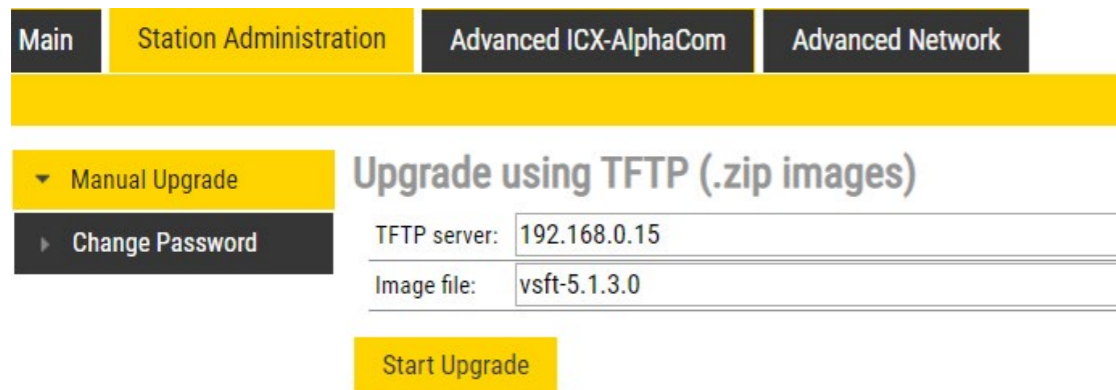 Main Station Administration Advanced ICX-AlphaCom Advanced Network
Manual Upgrade
Change Password
Upgrade using TFTP (.zip images)
TFTP server: 192.168.0.15
Image file: vsft-5.1.3.0
Start Upgrade